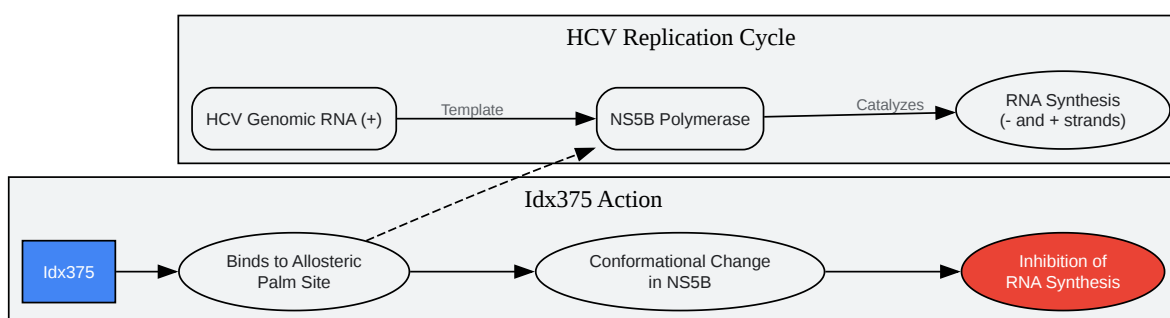 HCV Replication Cycle
HCV Genomic RNA (+)
Template
NS5B Polymerase
Catalyzes
RNA Synthesis
(- and + strands)
Idx375 Action
Idx375
Binds to Allosteric
Palm Site
Conformational Change
in NS5B
Inhibition of
RNA Synthesis